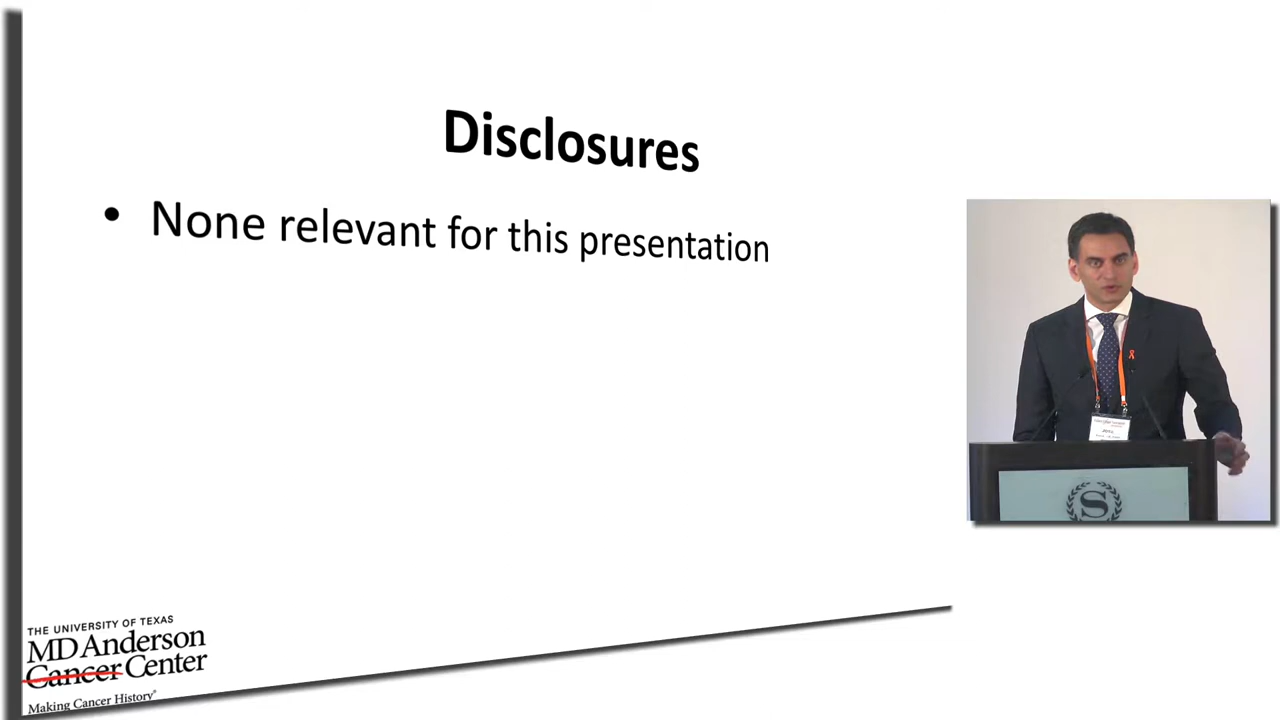 Disclosures
• None relevant for this presentation
THE UNIVERSITY OF TEXAS
MD Anderson
Cancer Center
Making Cancer History®
S